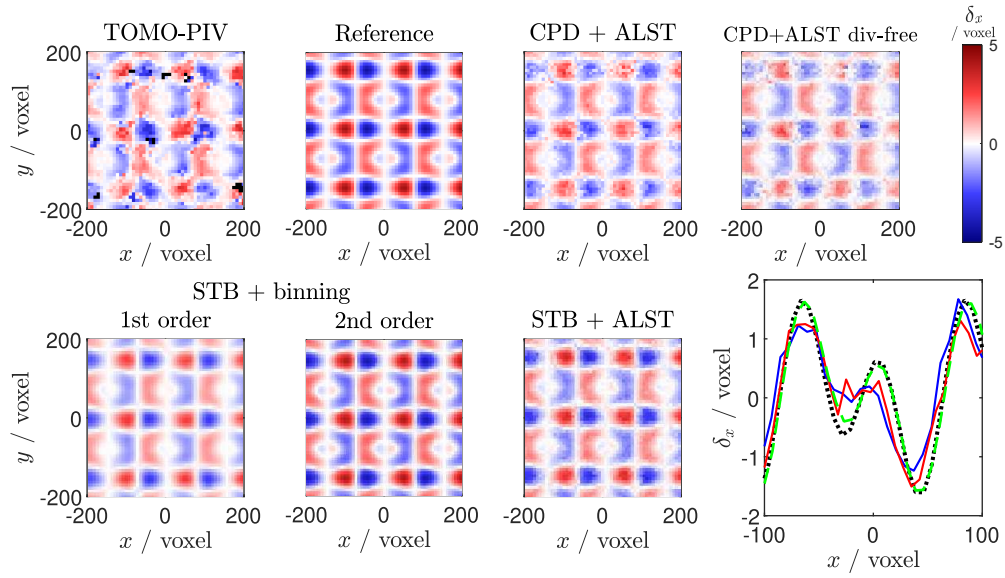 TOMO-PIV
Reference
CPD + ALST
CPD+ALST div-free
δx
/ voxel
5
0
-5
200
0
-200
y / voxel
-200 0 200
x / voxel
-200 0 200
x / voxel
-200 0 200
x / voxel
-200 0 200
x / voxel
STB + binning
1st order
2nd order
STB + ALST
200
0
-200
y / voxel
-200 0 200
x / voxel
-200 0 200
x / voxel
-200 0 200
x / voxel
2
1
0
-1
-2
δx / voxel
-100 0 100
x / voxel